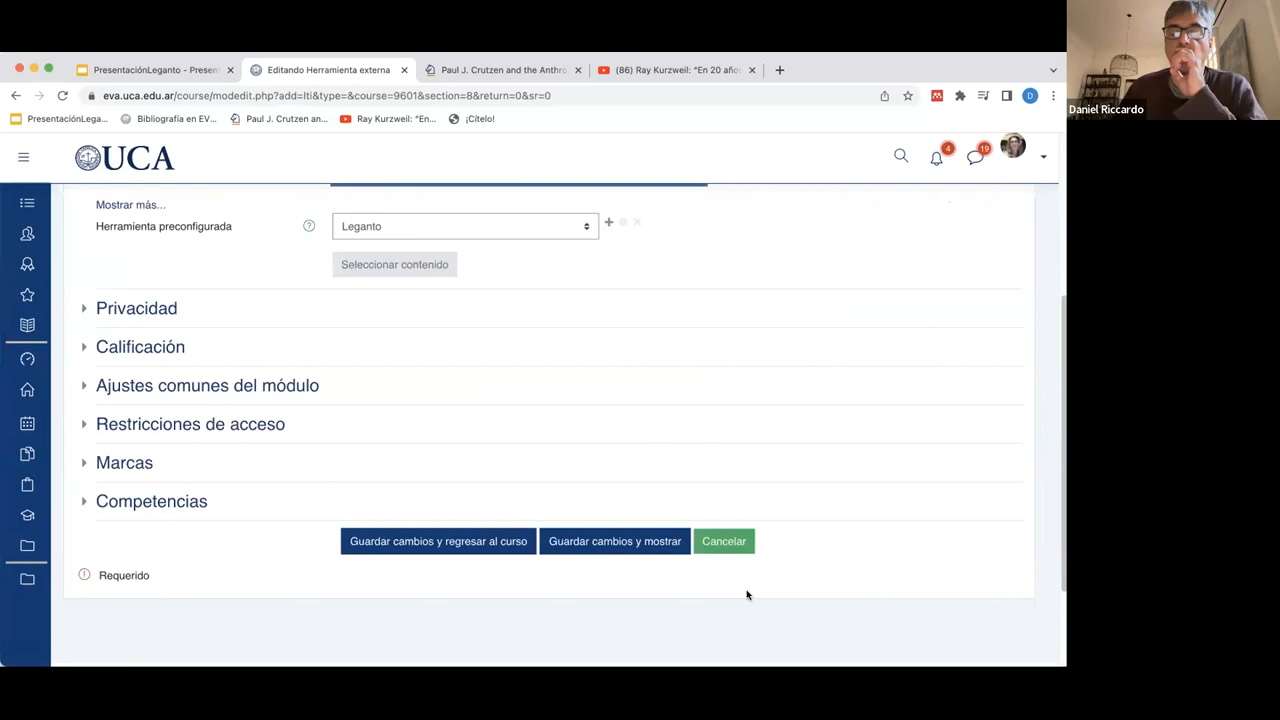 PresentaciónLeganto - Presen
Editando Herramienta externa
Paul J. Crutzen and the Anthro
(86) Ray Kurzweil: "En 20 años
eva.uca.edu.ar/course/modedit.php?add=lti&type=&course=9601&section=8&return=0&sr=0
D
PresentaciónLega...
Bibliografía en EV...
Paul J. Crutzen an...
Ray Kurzweil: "En...
¡Cítelo!
UCA
4
19
Mostrar más...
Herramienta preconfigurada
Leganto
Seleccionar contenido
Privacidad
Calificación
Ajustes comunes del módulo
Restricciones de acceso
Marcas
Competencias
Guardar cambios y regresar al curso
Guardar cambios y mostrar
Cancelar
Requerido
Daniel Riccardo